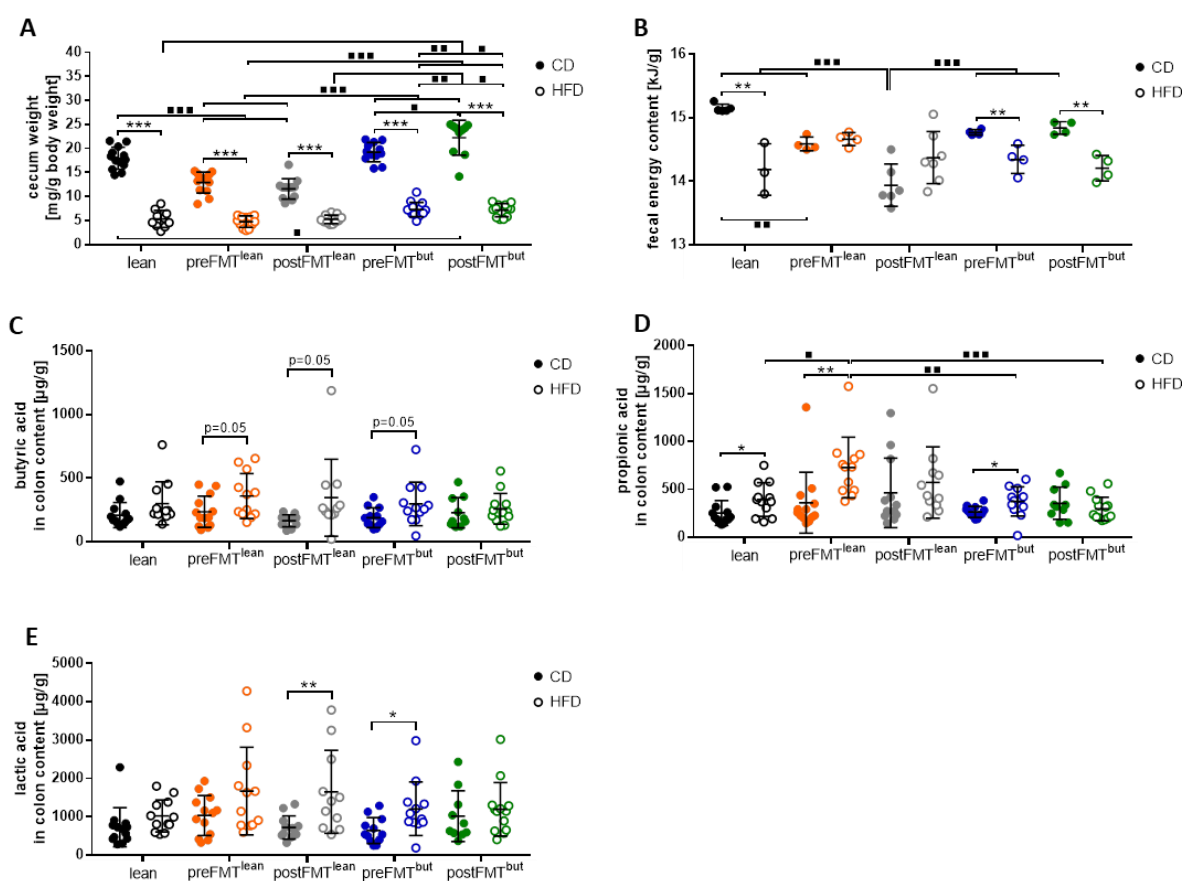 A
cecum weight
[mg/g body weight]
40
35
30
25
20
15
10
5
0
***
***
***
***
***
■■■
■■■
■■■
■■
■
■■
■
■
■
CD
HFD
lean
preFMT^lean
postFMT^lean
preFMT^but
postFMT^but
B
fecal energy content [kJ/g]
16
15
14
13
■■■
■■■
**
**
**
■■
CD
HFD
lean
preFMT^lean
postFMT^lean
preFMT^but
postFMT^but
C
butyric acid
in colon content [µg/g]
1500
1000
500
0
p=0.05
p=0.05
p=0.05
CD
HFD
lean
preFMT^lean
postFMT^lean
preFMT^but
postFMT^but
D
propionic acid
in colon content [µg/g]
2000
1500
1000
500
0
■
■■■
**
■■
*
*
CD
HFD
lean
preFMT^lean
postFMT^lean
preFMT^but
postFMT^but
E
lactic acid
in colon content [µg/g]
5000
4000
3000
2000
1000
0
**
*
CD
HFD
lean
preFMT^lean
postFMT^lean
preFMT^but
postFMT^but